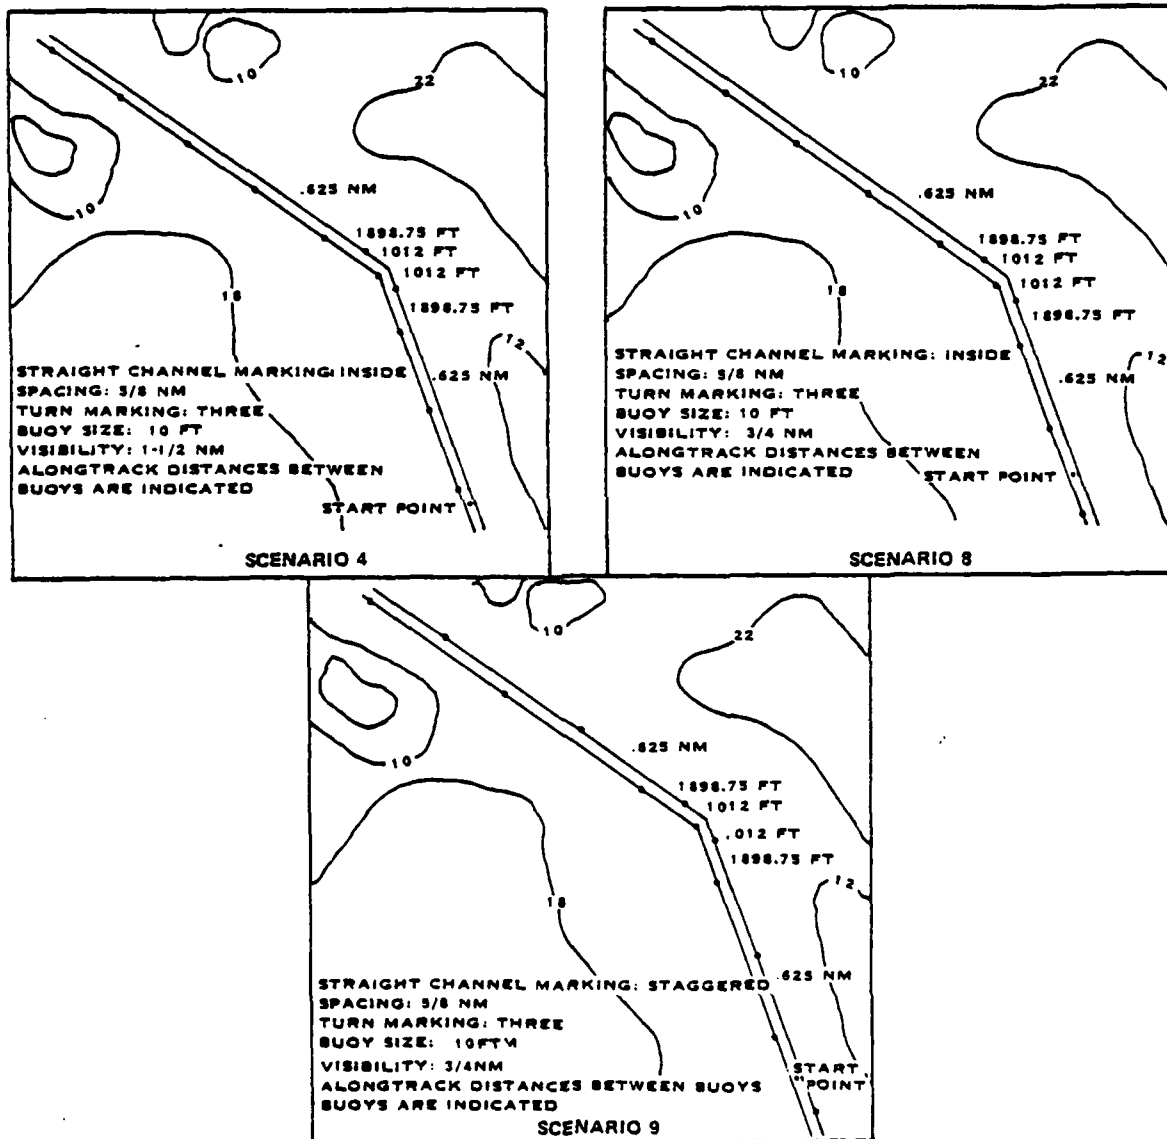 10
22
10
.625 NM
1898.75 FT
1012 FT
1012 FT
1898.75 FT
18
12
.625 NM
STRAIGHT CHANNEL MARKING: INSIDE
SPACING: 5/8 NM
TURN MARKING: THREE
BUOY SIZE: 10 FT
VISIBILITY: 1-1/2 NM
ALONGTRACK DISTANCES BETWEEN
BUOYS ARE INDICATED
START POINT
SCENARIO 4
10
22
10
.625 NM
1898.75 FT
1012 FT
1012 FT
1898.75 FT
18
12
.625 NM
STRAIGHT CHANNEL MARKING: INSIDE
SPACING: 5/8 NM
TURN MARKING: THREE
BUOY SIZE: 10 FT
VISIBILITY: 3/4 NM
ALONGTRACK DISTANCES BETWEEN
BUOYS ARE INDICATED
START POINT
SCENARIO 8
10
22
10
.625 NM
1898.75 FT
1012 FT
.012 FT
1898.75 FT
18
12
.625 NM
STRAIGHT CHANNEL MARKING: STAGGERED
SPACING: 5/8 NM
TURN MARKING: THREE
BUOY SIZE: 10FTM
VISIBILITY: 3/4NM
ALONGTRACK DISTANCES BETWEEN BUOYS
BUOYS ARE INDICATED
START
"POINT
SCENARIO 9